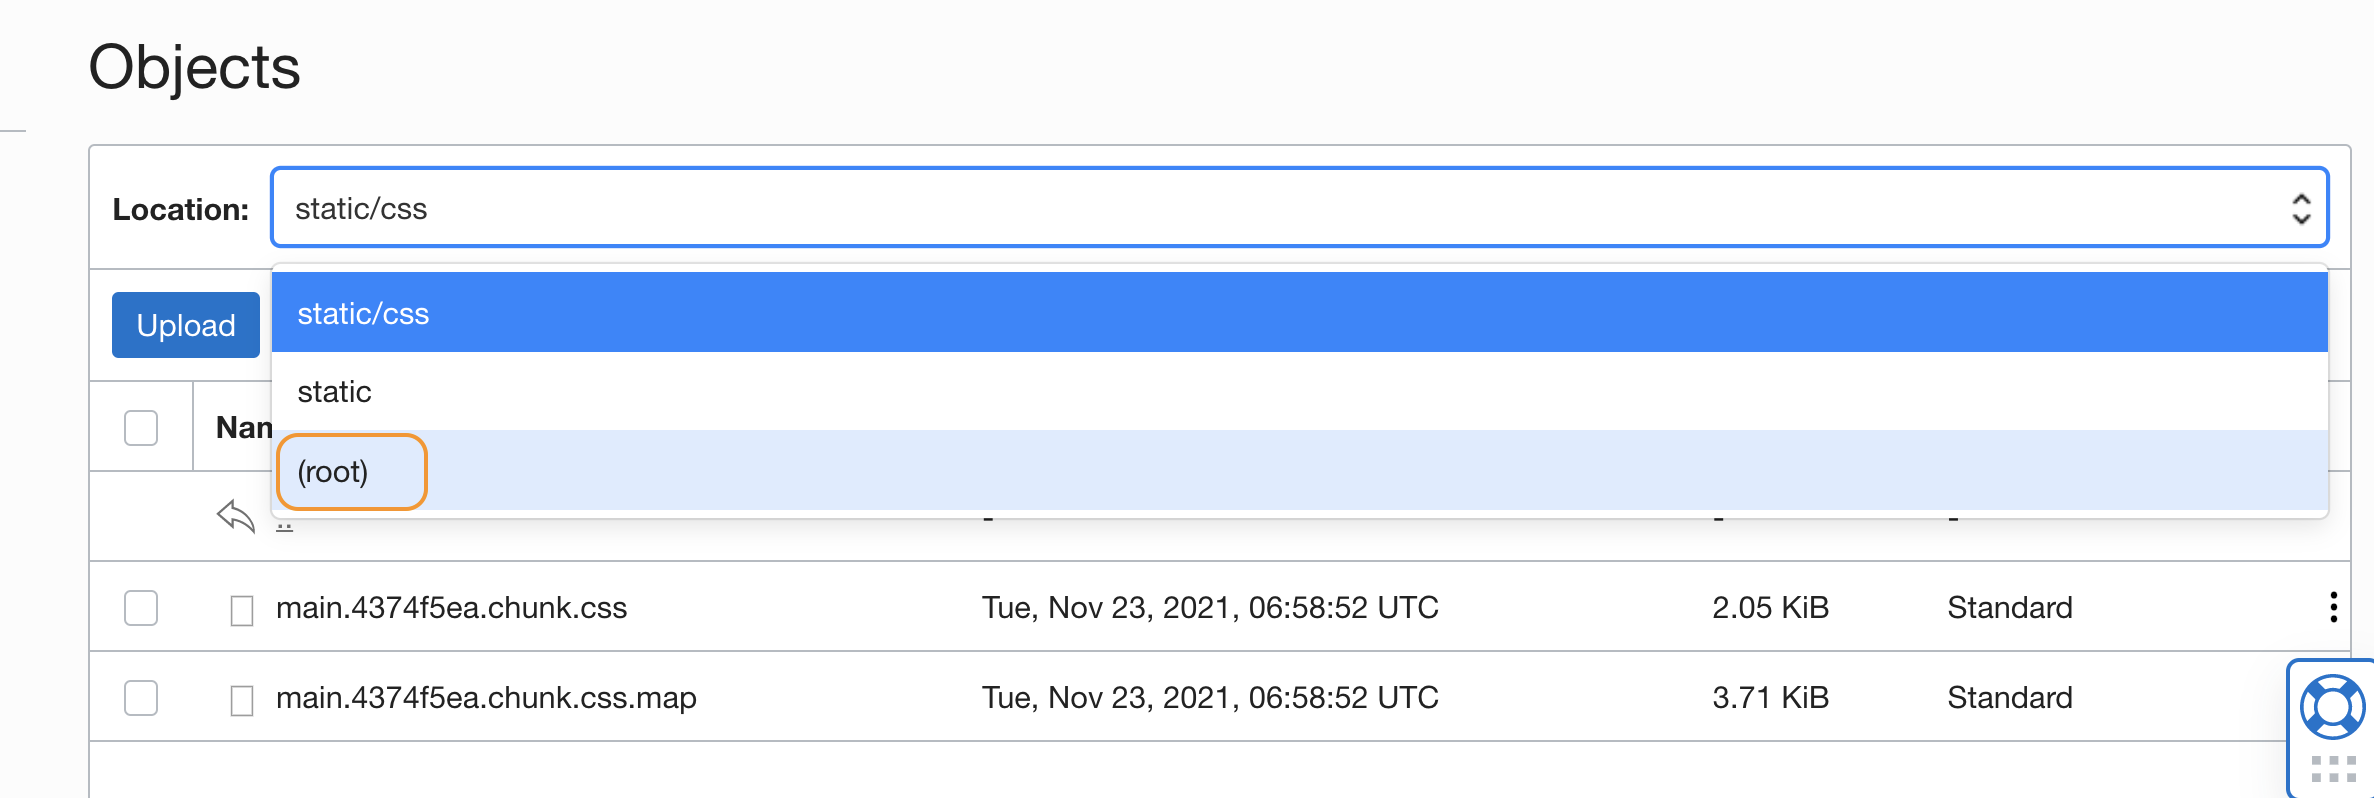 Objects
Location: static/css
static/css
Upload
static
(root)
..
main.4374f5ea.chunk.css Tue, Nov 23, 2021, 06:58:52 UTC 2.05 KiB Standard
main.4374f5ea.chunk.css.map Tue, Nov 23, 2021, 06:58:52 UTC 3.71 KiB Standard